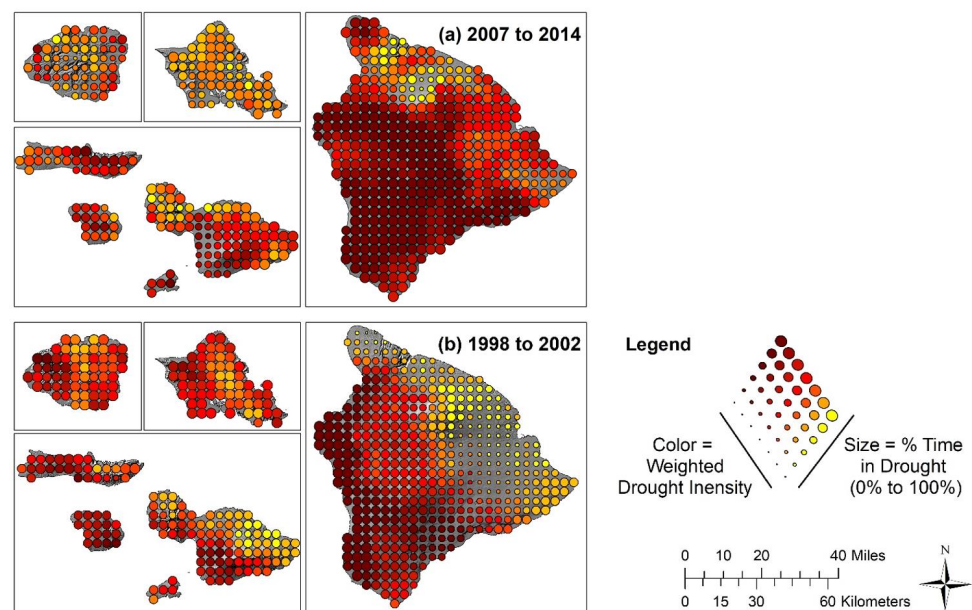 (a) 2007 to 2014
(b) 1998 to 2002
Legend
Color =
Weighted
Drought Inensity
Size = % Time
in Drought
(0% to 100%)
0 10 20 40 Miles
0 15 30 60 Kilometers
N